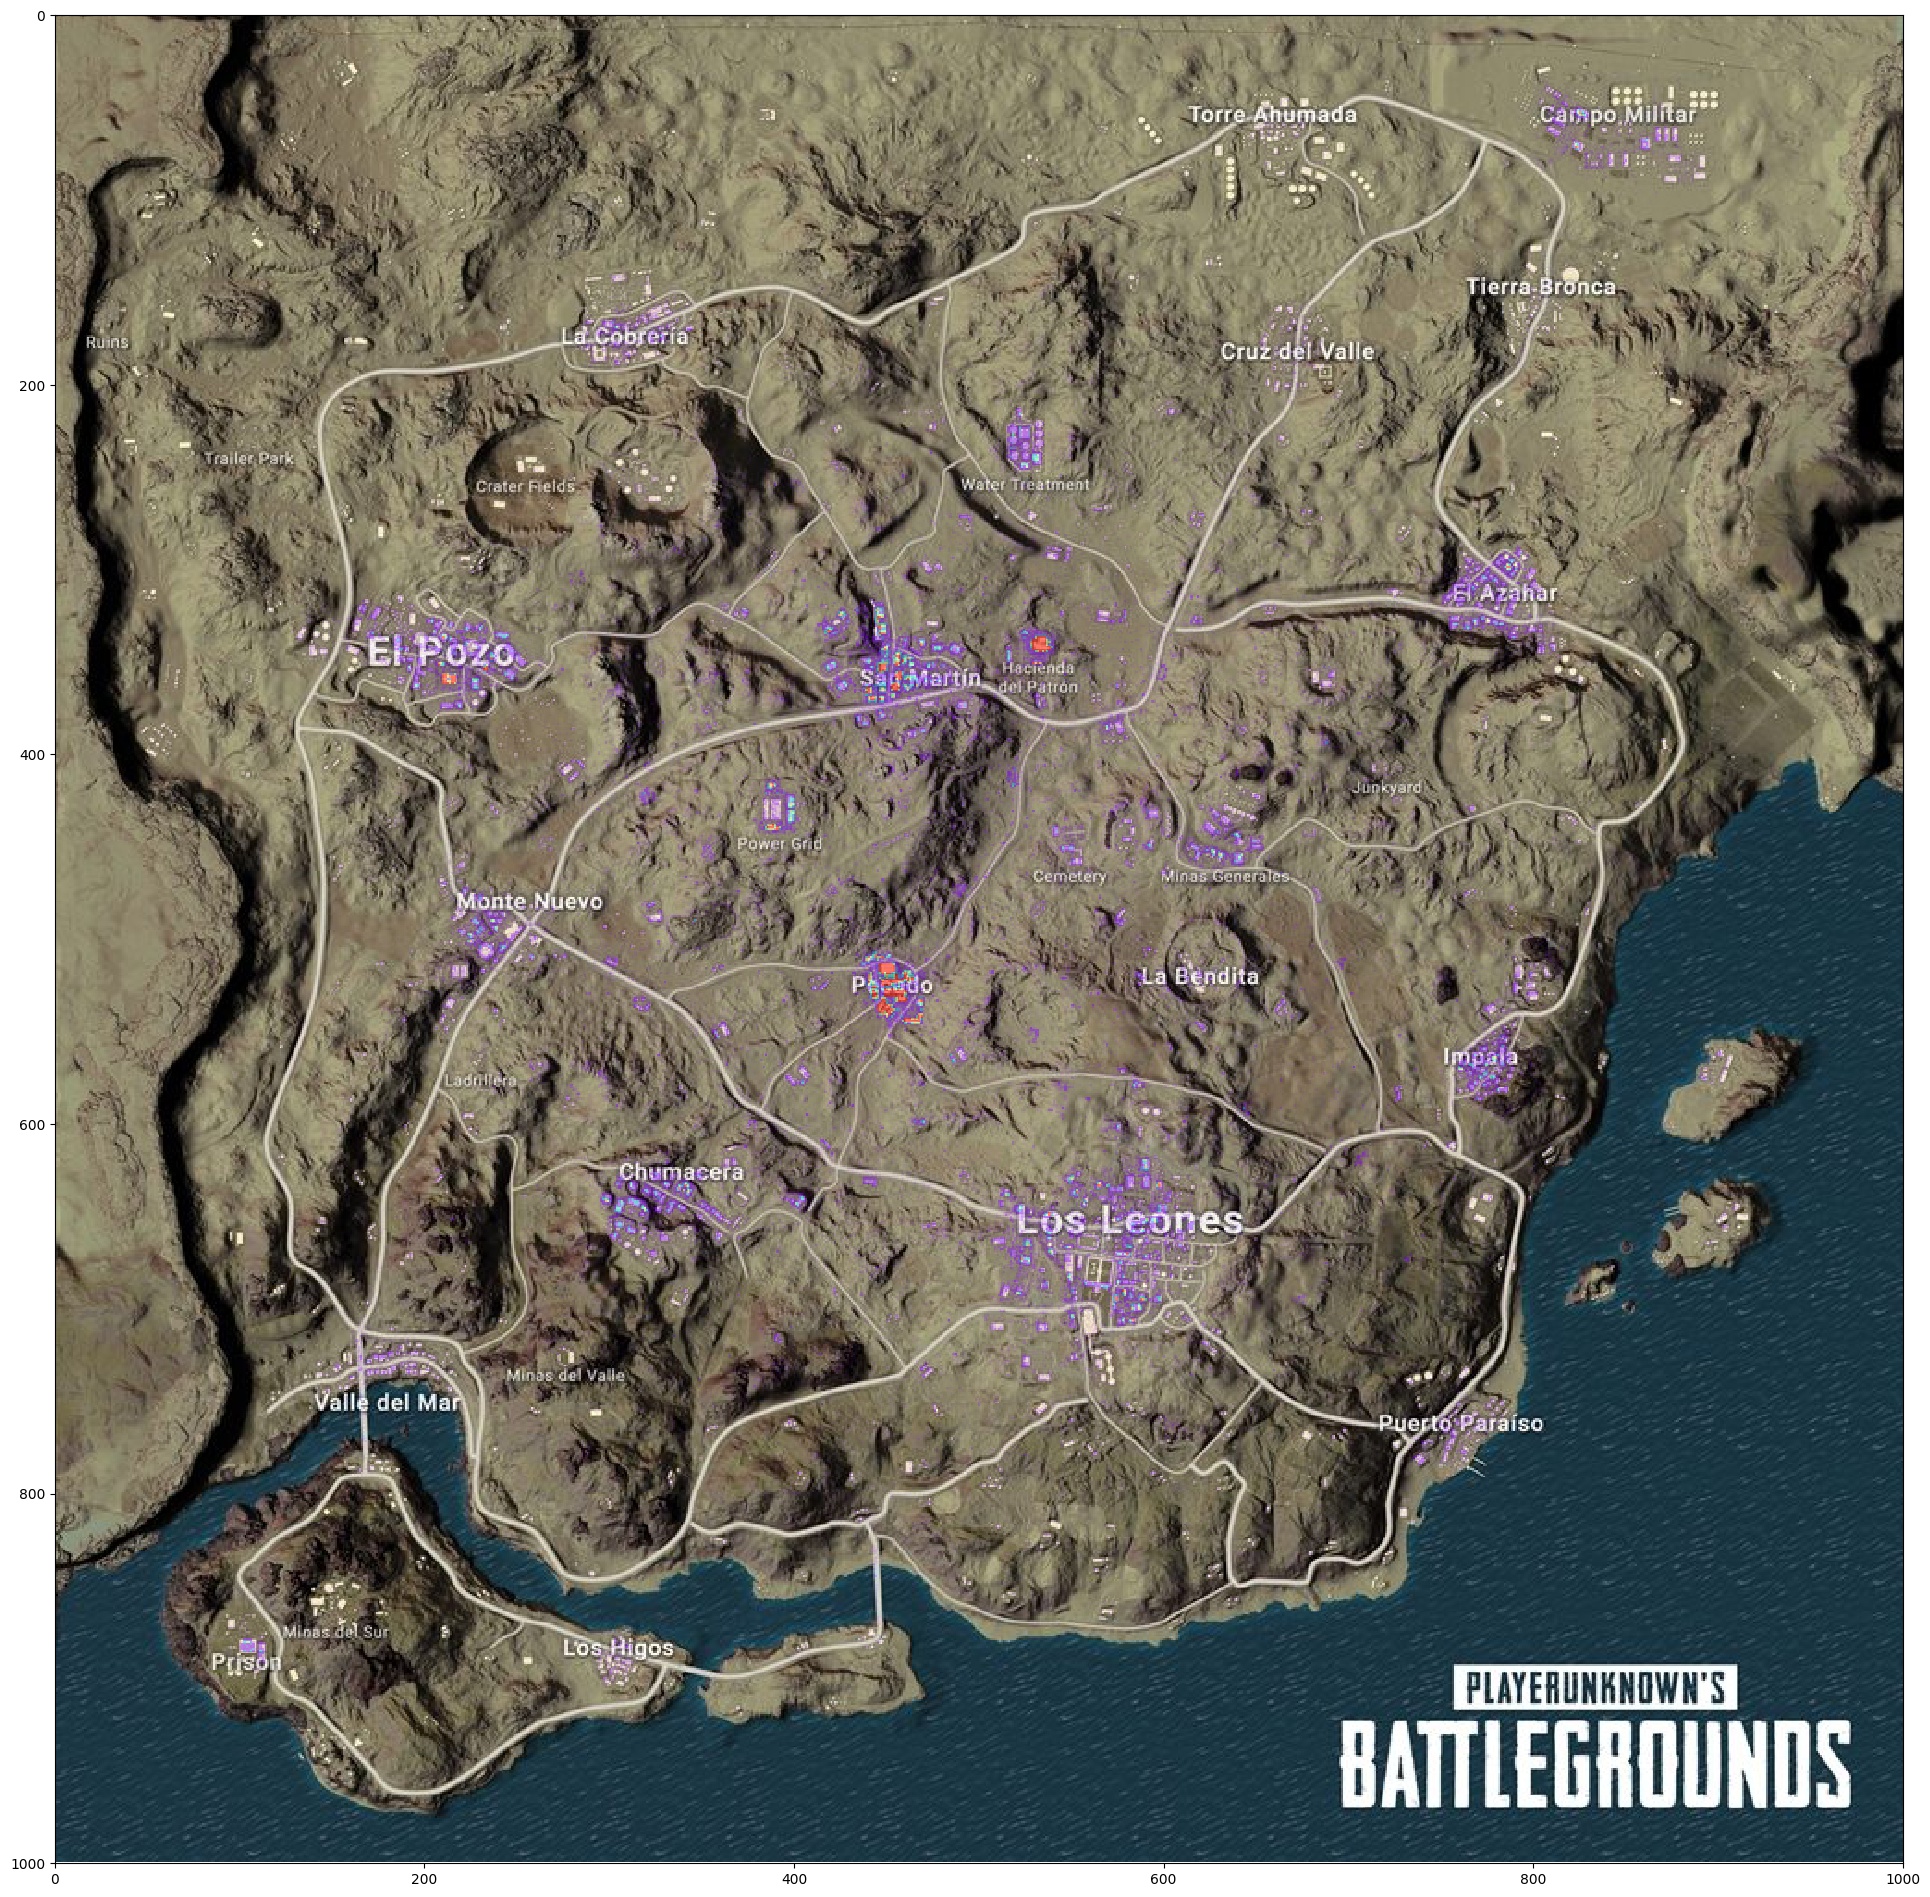 0
Torre Ahumada
Campo Militar
Tierra Bronca
La Cobrería
Ruins
Cruz del Valle
200
Trailer Park
Crater Fields
Water Treatment
El Azahar
El Pozo
San Martín
Hacienda
del Patrón
400
Junkyard
Power Grid
Cemetery
Minas Generales
Monte Nuevo
La Bendita
Pecado
Impala
Ladrillera
600
Chumacera
Los Leones
Minas del Valle
Valle del Mar
Puerto Paraíso
800
Minas del Sur
Los Higos
Prison
PLAYERUNKNOWN'S
BATTLEGROUNDS
1000
0
200
400
600
800
1000